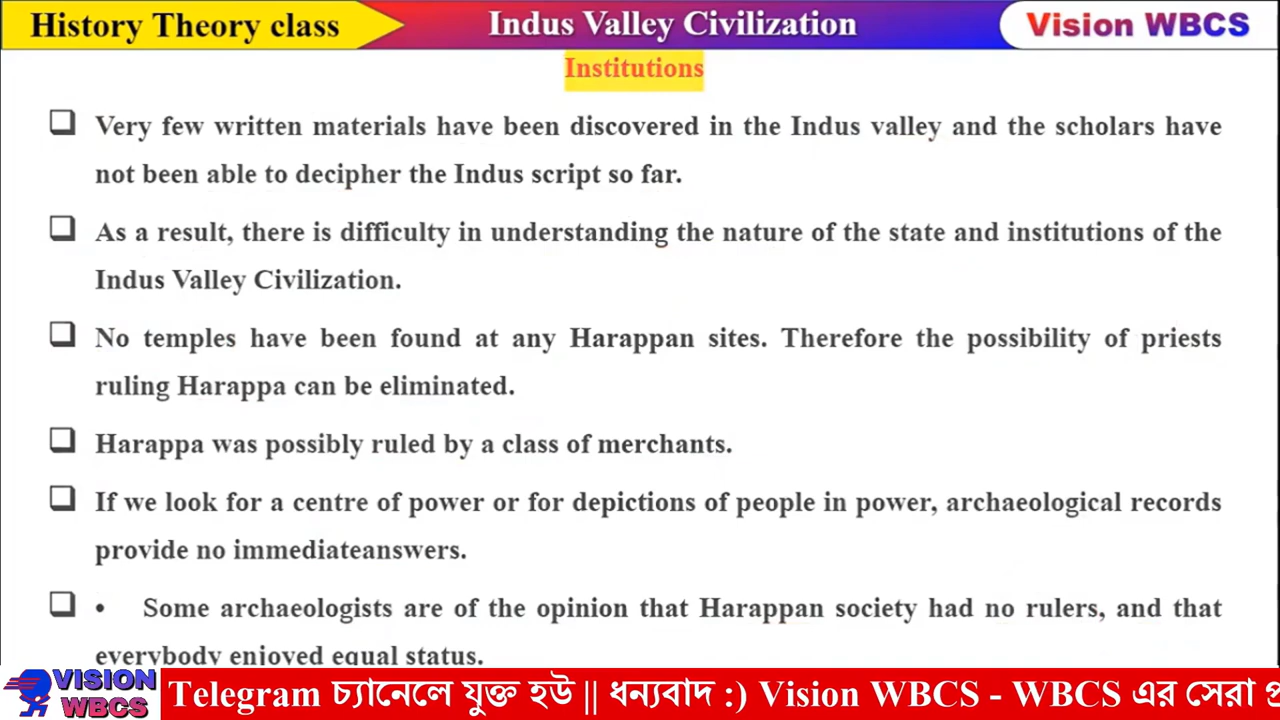 History Theory class
Indus Valley Civilization
Vision WBCS
Institutions
❑ Very few written materials have been discovered in the Indus valley and the scholars have
not been able to decipher the Indus script so far.
❑ As a result, there is difficulty in understanding the nature of the state and institutions of the
Indus Valley Civilization.
❑ No temples have been found at any Harappan sites. Therefore the possibility of priests
ruling Harappa can be eliminated.
❑ Harappa was possibly ruled by a class of merchants.
❑ If we look for a centre of power or for depictions of people in power, archaeological records
provide no immediateanswers.
❑ • Some archaeologists are of the opinion that Harappan society had no rulers, and that
everybody enjoyed equal status.
VISION
WBCS
Telegram চ্যানেলে যুক্ত হউ || ধন্যবাদ :) Vision WBCS - WBCS এর সেরা